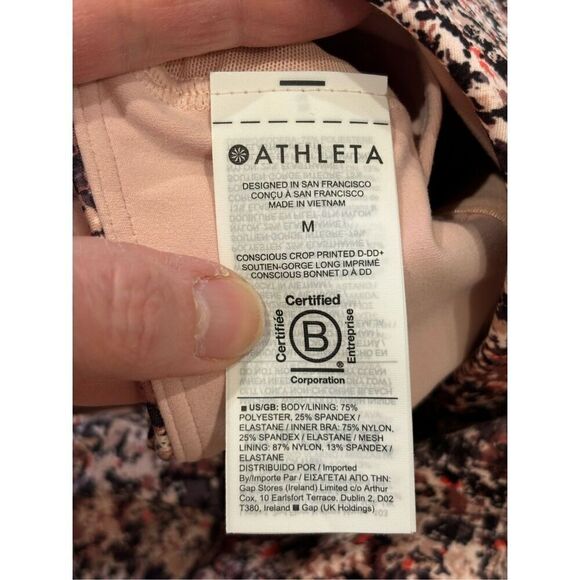 ATHLETA
DESIGNED IN SAN FRANCISCO
CONÇU À SAN FRANCISCO
MADE IN VIETNAM
M
CONSCIOUS CROP PRINTED D-DD+
SOUTIEN-GORGE LONG IMPRIMÉ
CONSCIOUS BONNET D À DD
Certified
Certifiée
B
Entreprise
®
Corporation
■ US/GB: BODY/LINING: 75%
POLYESTER, 25% SPANDEX /
ELASTANE / INNER BRA: 75% NYLON,
25% SPANDEX / ELASTANE / MESH
LINING: 87% NYLON, 13% SPANDEX /
ELASTANE
DISTRIBUIDO POR / Imported
By/Importe Par / ΕΙΣΑΓΕΤΑΙ ΑΠΟ ΤΗΝ:
Gap Stores (Ireland) Limited c/o Arthur
Cox, 10 Earlsfort Terrace, Dublin 2, D02
T380, Ireland ■ Gap (UK Holdings)